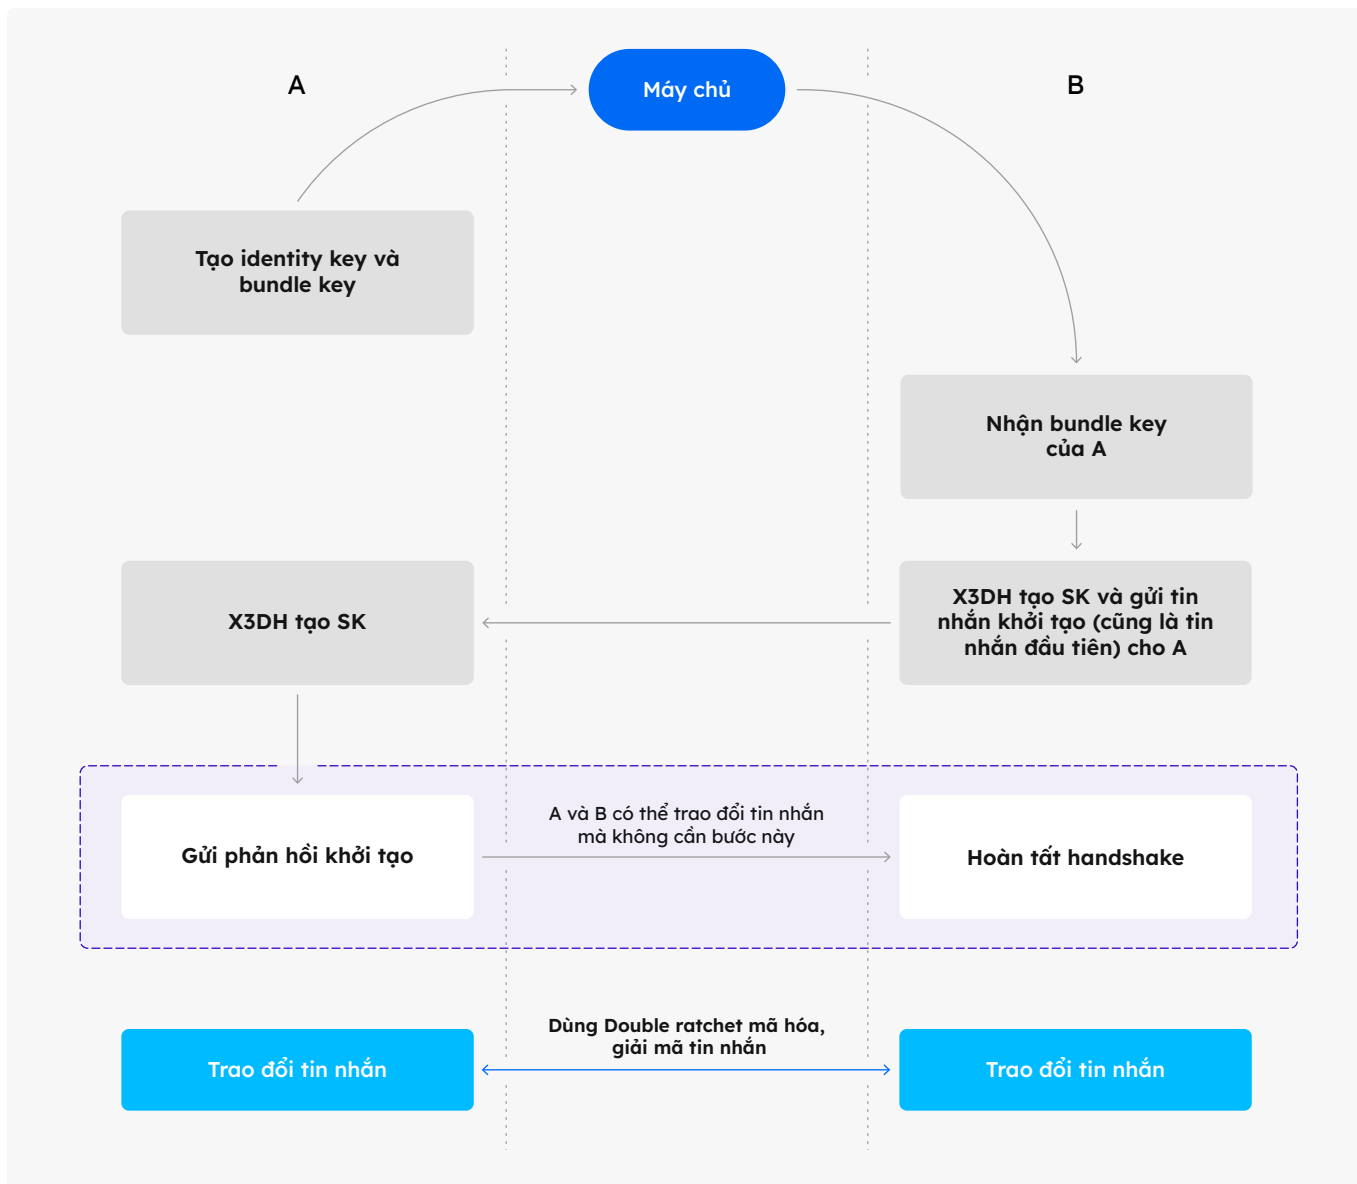 A
Máy chủ
B
Tạo identity key và
bundle key
Nhận bundle key
của A
X3DH tạo SK
X3DH tạo SK và gửi tin
nhắn khởi tạo (cũng là tin
nhắn đầu tiên) cho A
Gửi phản hồi khởi tạo
A và B có thể trao đổi tin nhắn
mà không cần bước này
Hoàn tất handshake
Trao đổi tin nhắn
Dùng Double ratchet mã hóa,
giải mã tin nhắn
Trao đổi tin nhắn